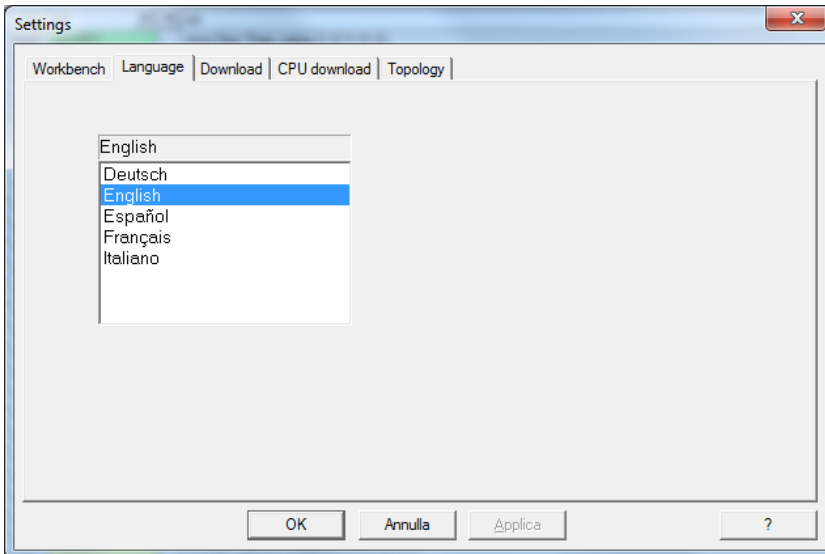 Settings
Workbench Language Download CPU download Topology
English
Deutsch
English
Español
Français
Italiano
OK Annulla Applica ?